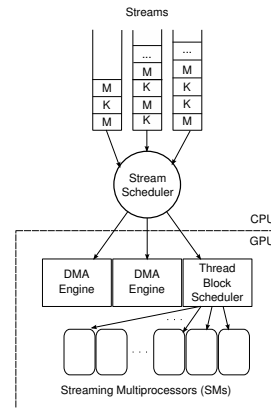 Streams
... ...
M M
M K K
K M K
M K M
Stream
Scheduler
CPU
GPU
DMA
Engine
DMA
Engine
Thread
Block
Scheduler
. . .
. . .
Streaming Multiprocessors (SMs)